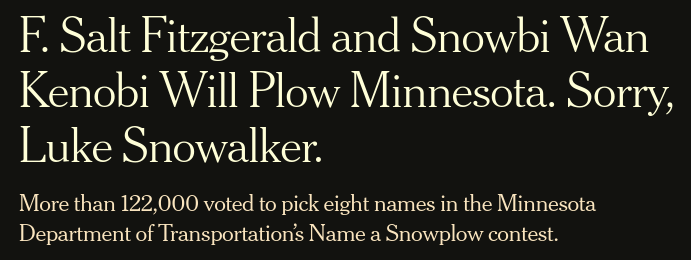 F. Salt Fitzgerald and Snowbi Wan
Kenobi Will Plow Minnesota. Sorry,
Luke Snowalker.
More than 122,000 voted to pick eight names in the Minnesota
Department of Transportation’s Name a Snowplow contest.